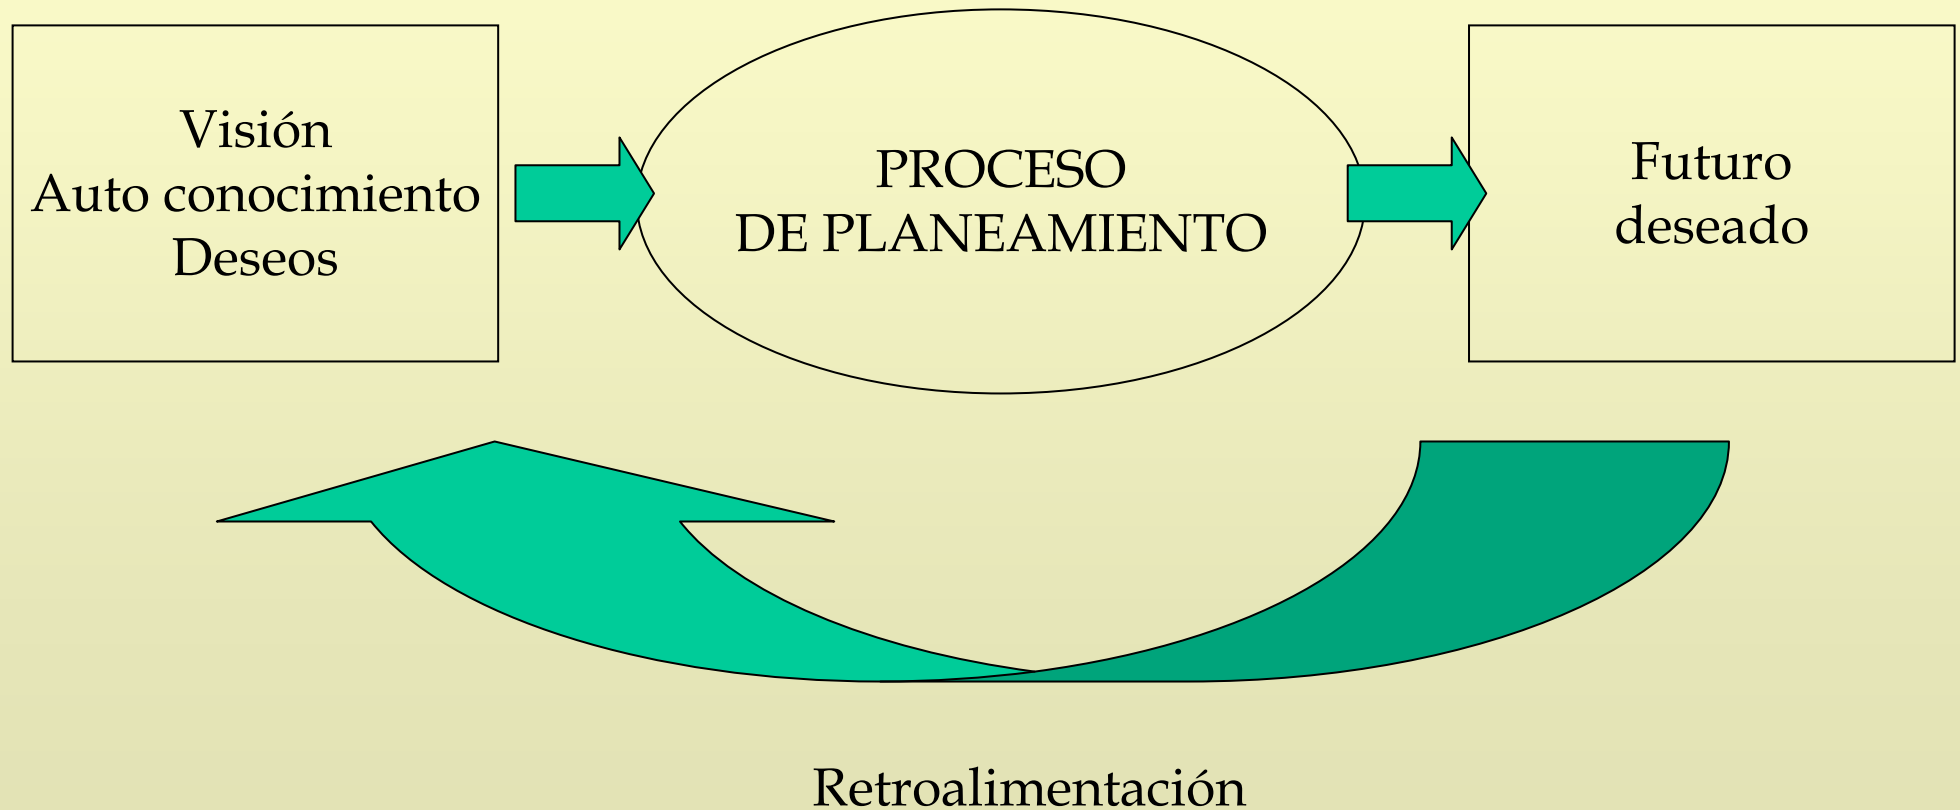 Visión
Auto conocimiento
Deseos
PROCESO
DE PLANEAMIENTO
Futuro
deseado
Retroalimentación